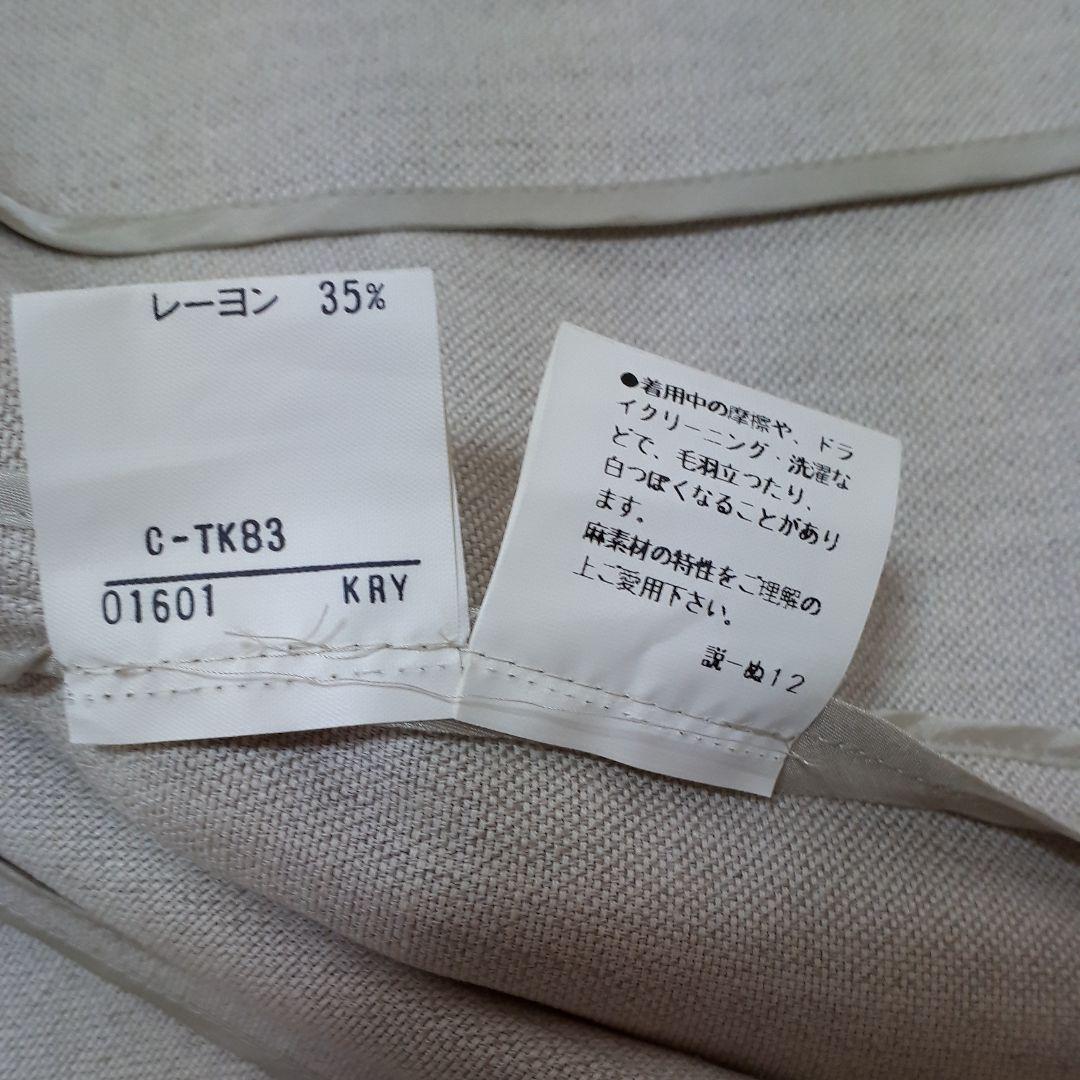 レーヨン 35%
C-TK83
01601 KRY
●着用中の摩擦や、ドラ
イクリーニング・洗濯な
どで、毛羽立つたり、
白つぽくなることがあり
ます。
麻素材の特性をご理解の
上ご愛用下さい。
説ーぬ12